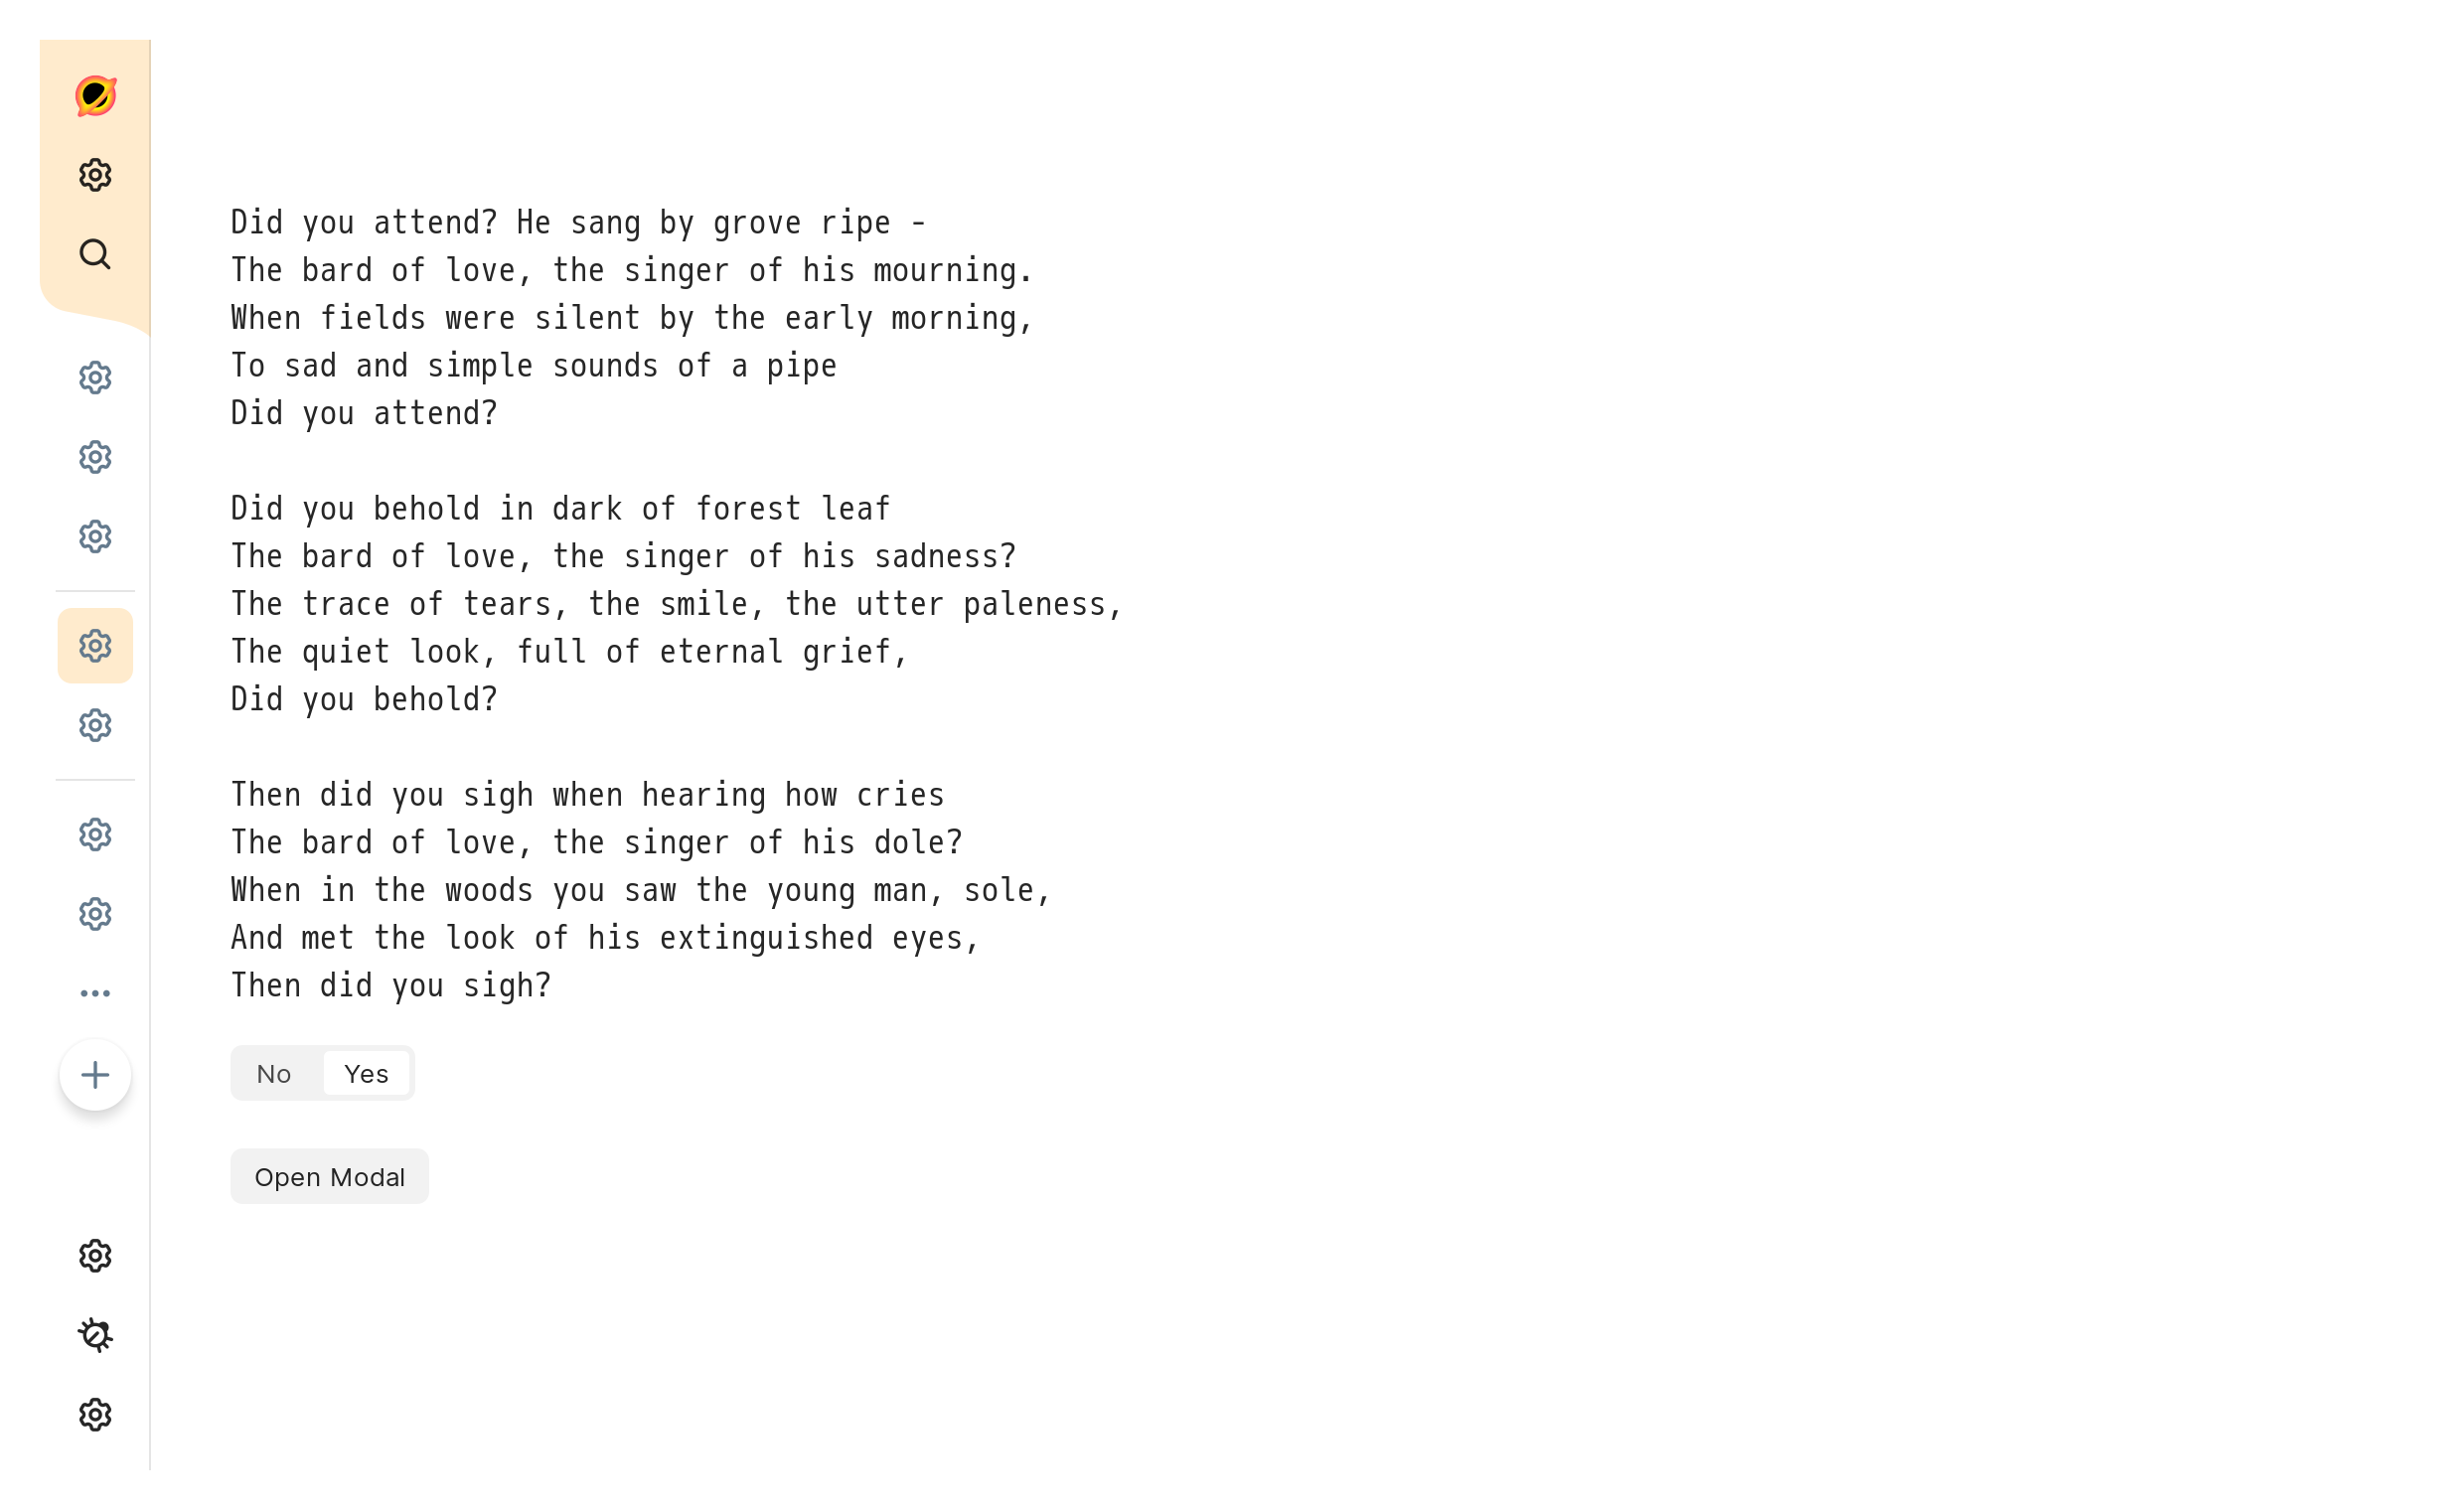 Did you attend? He sang by grove ripe -
The bard of love, the singer of his mourning.
When fields were silent by the early morning,
To sad and simple sounds of a pipe
Did you attend?
Did you behold in dark of forest leaf
The bard of love, the singer of his sadness?
The trace of tears, the smile, the utter paleness,
The quiet look, full of eternal grief,
Did you behold?
Then did you sigh when hearing how cries
The bard of love, the singer of his dole?
When in the woods you saw the young man, sole,
And met the look of his extinguished eyes,
Then did you sigh?
No Yes
Open Modal